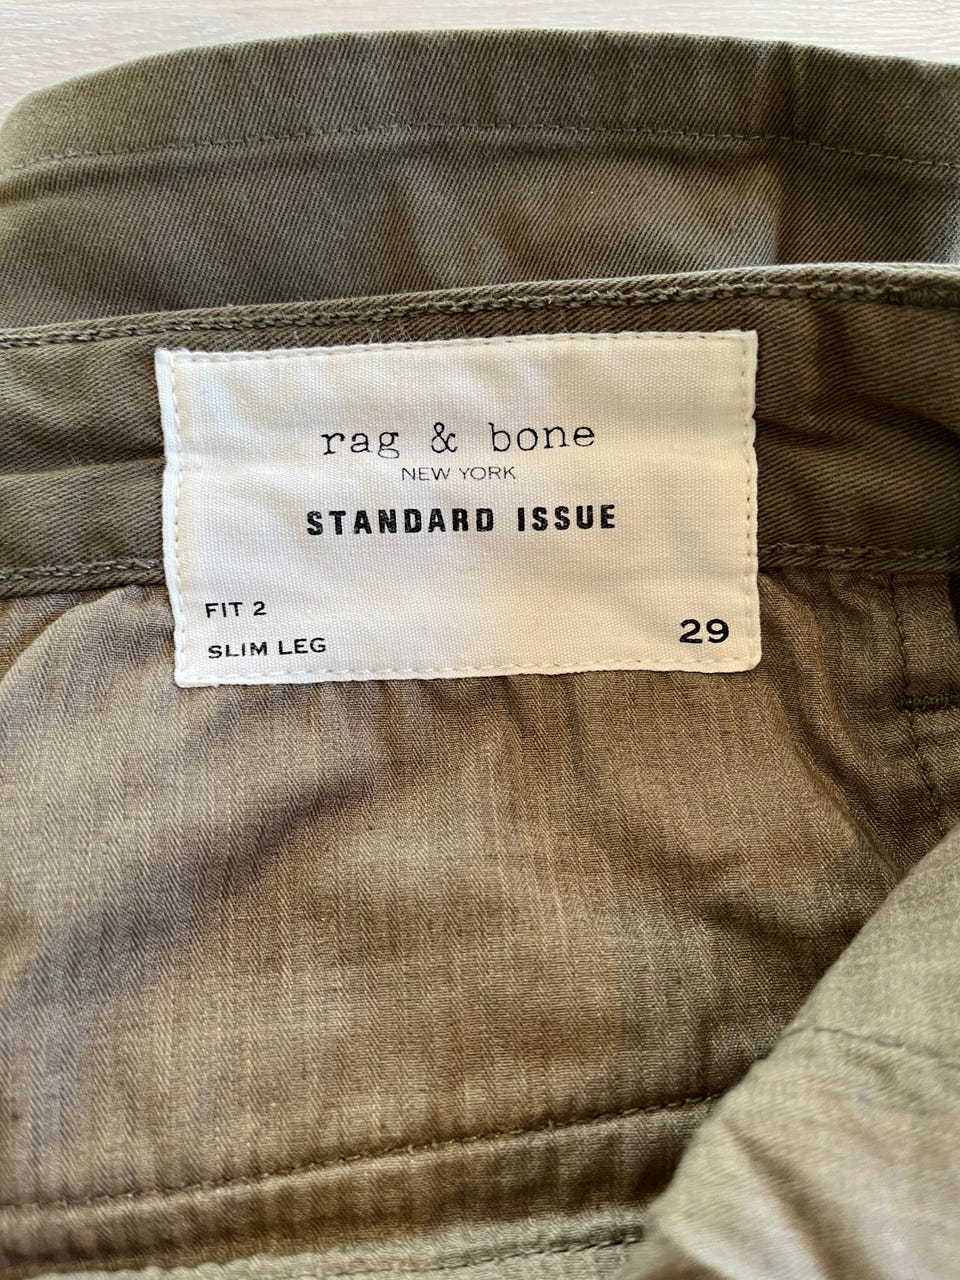 rag & bone
NEW YORK
STANDARD ISSUE
FIT 2
SLIM LEG
29